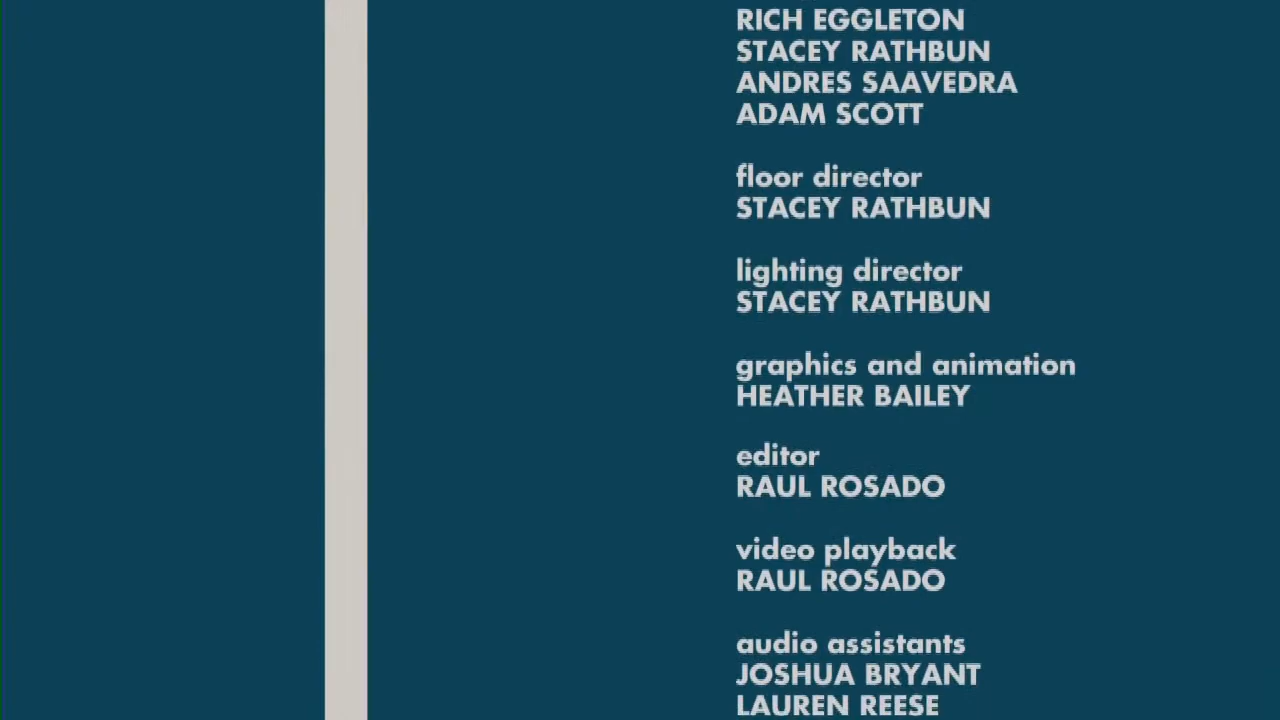 RICH EGGLETON
STACEY RATHBUN
ANDRES SAAVEDRA
ADAM SCOTT
floor director
STACEY RATHBUN
lighting director
STACEY RATHBUN
graphics and animation
HEATHER BAILEY
editor
RAUL ROSADO
video playback
RAUL ROSADO
audio assistants
JOSHUA BRYANT
LAUREN REESE